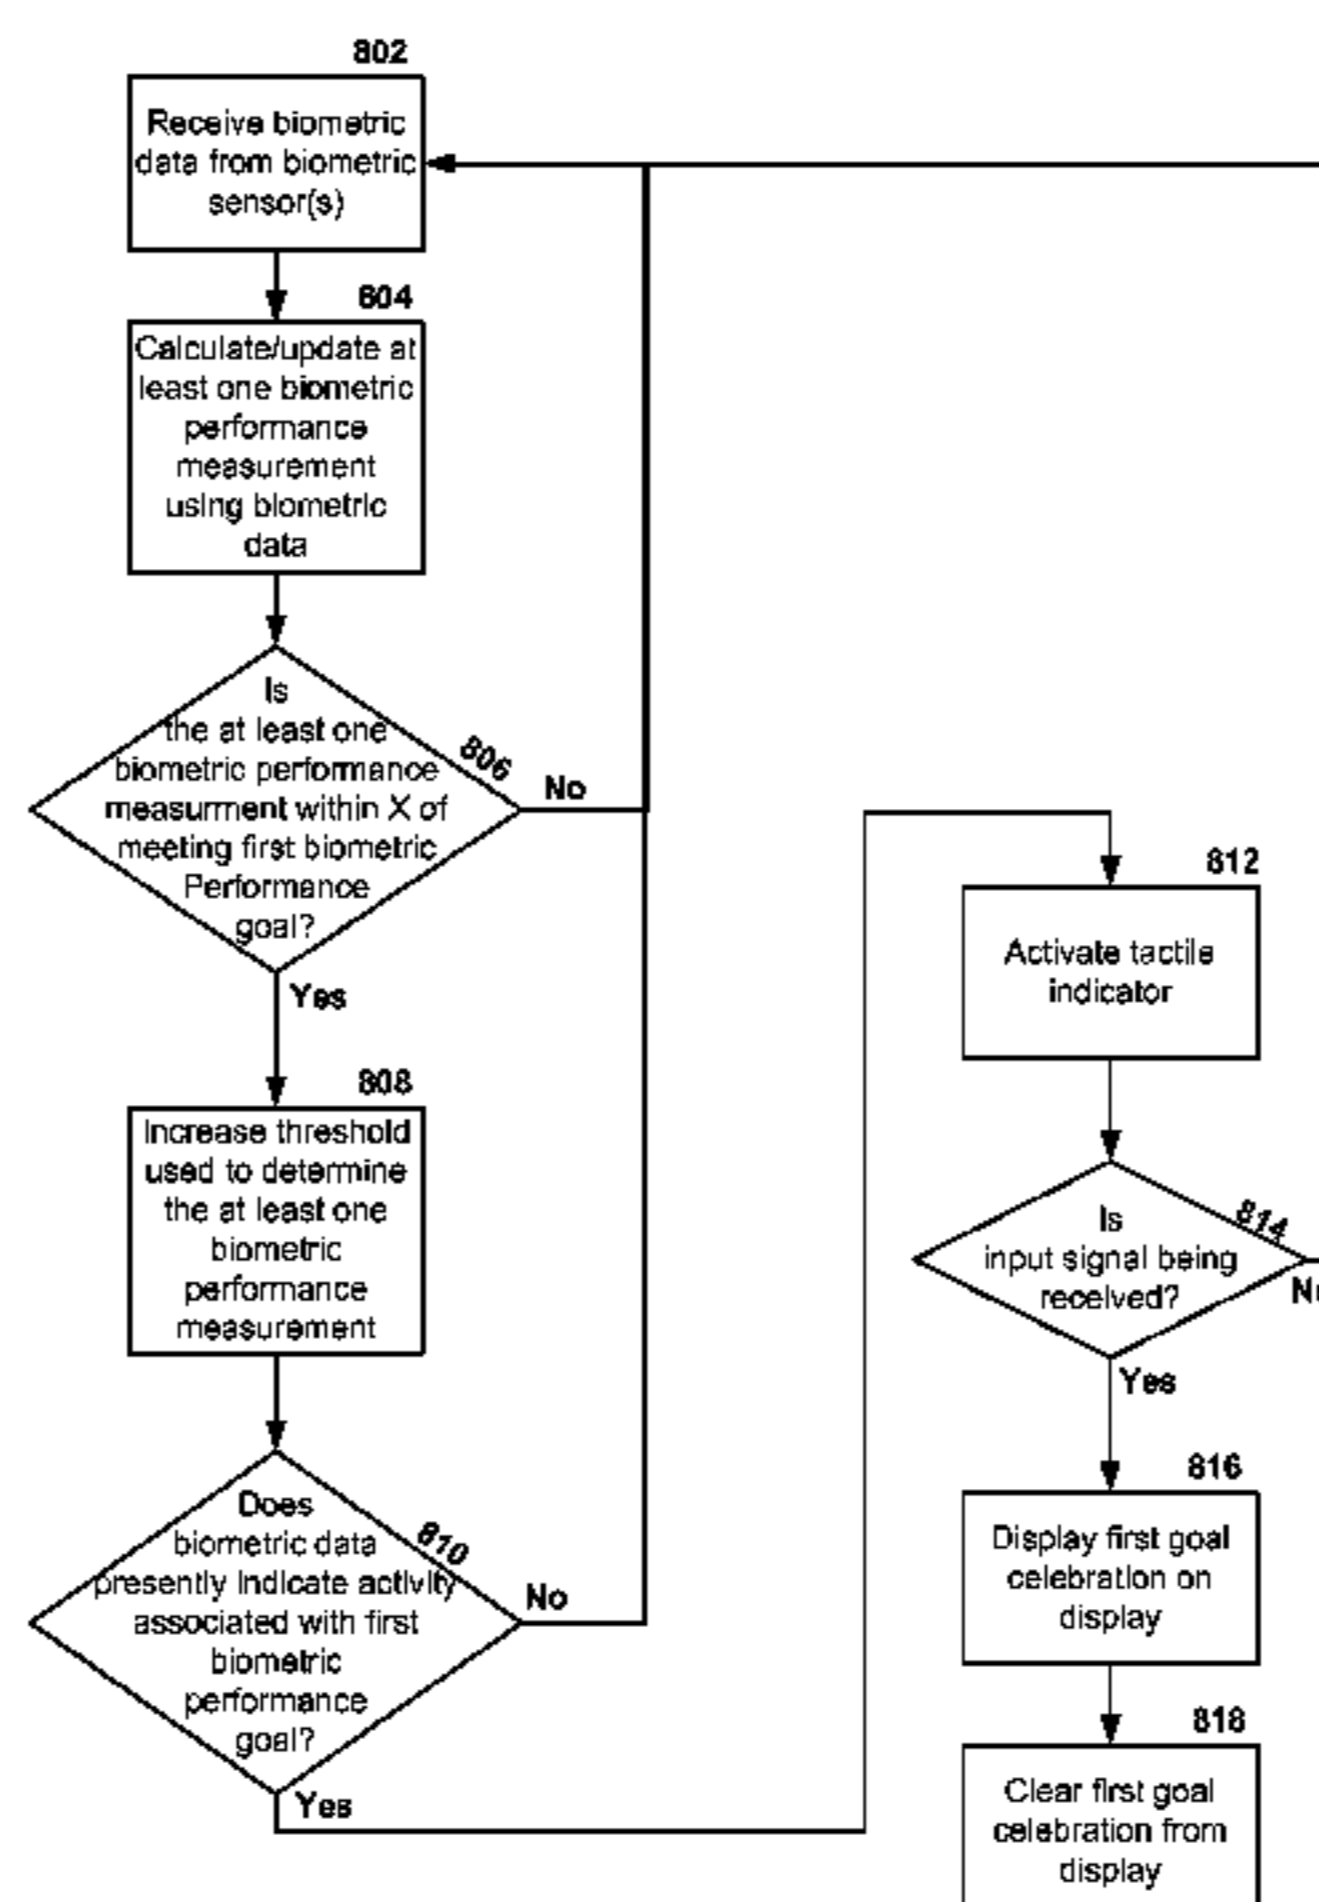 802
Receive biometric
data from biometric
sensor(s)
804
Calculate/update at
least one biometric
performance
measurement
using biometric
data
Is
the at least one
biometric performance
measurment within X of
meeting first biometric
Performance
goal?
806
No
Yes
808
Increase threshold
used to determine
the at least one
biometric
performance
measurement
Does
biometric data
presently indicate activity
associated with first
biometric
performance
goal?
810
No
Yes
812
Activate tactile
indicator
Is
input signal being
received?
814
Yes
816
Display first goal
celebration on
display
818
Clear first goal
celebration from
display